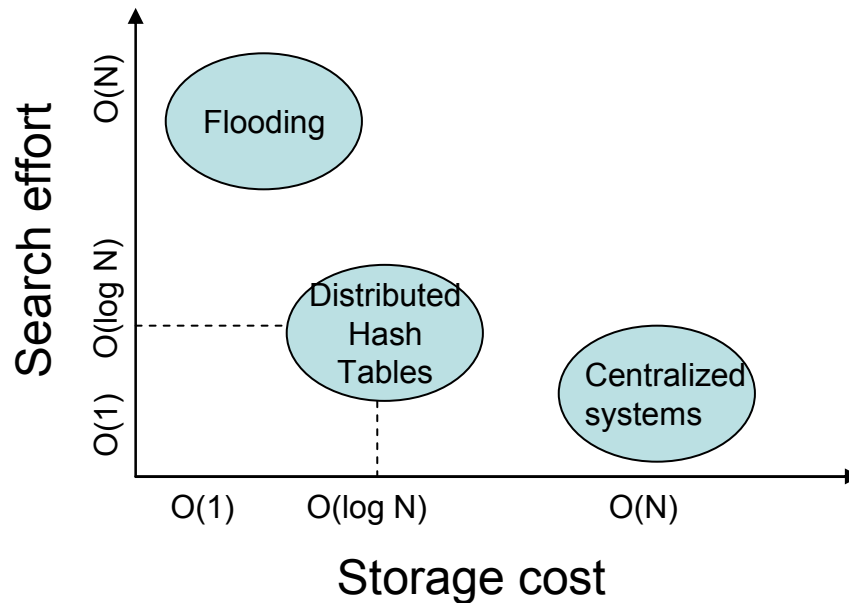 Search effort
O(N)
O(log N)
O(1)
Flooding
Distributed
Hash
Tables
Centralized
systems
O(1)
O(log N)
O(N)
Storage cost